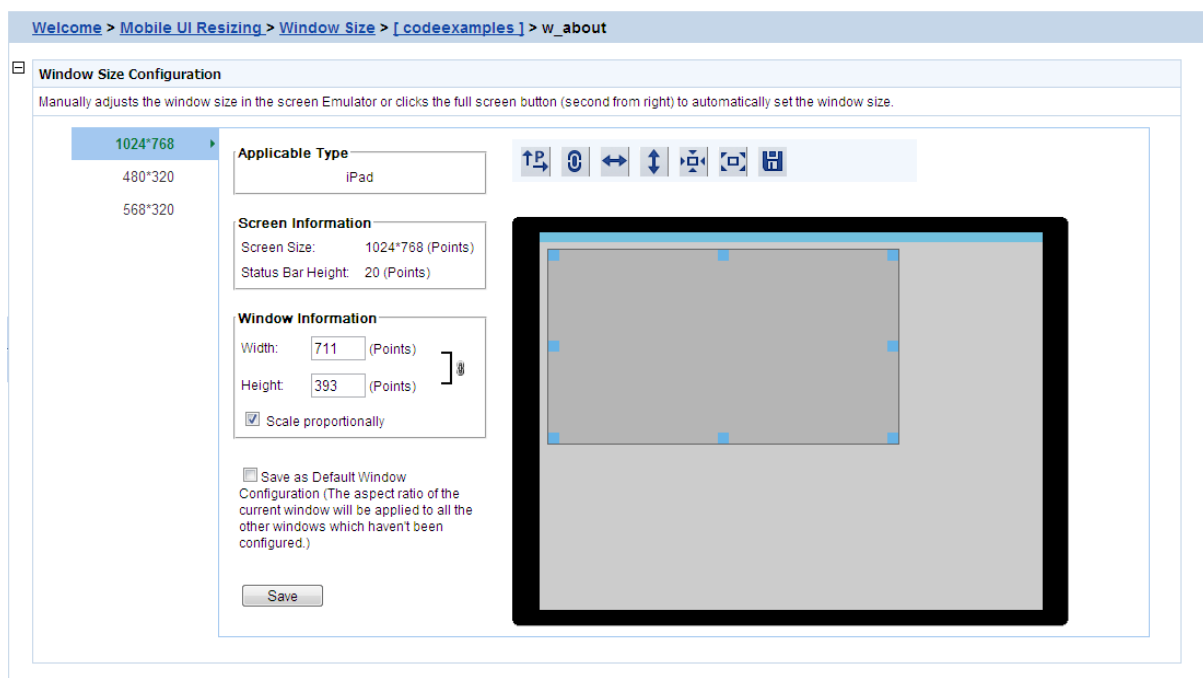 Welcome > Mobile UI Resizing > Window Size > [ codeexamples ] > w_about
Window Size Configuration
Manually adjusts the window size in the screen Emulator or clicks the full screen button (second from right) to automatically set the window size.
1024*768
480*320
568*320
Applicable Type
iPad
Screen Information
Screen Size: 1024*768 (Points)
Status Bar Height: 20 (Points)
Window Information
Width: 711 (Points)
Height: 393 (Points)
Scale proportionally
Save as Default Window
Configuration (The aspect ratio of the
current window will be applied to all the
other windows which haven't been
configured.)
Save
P